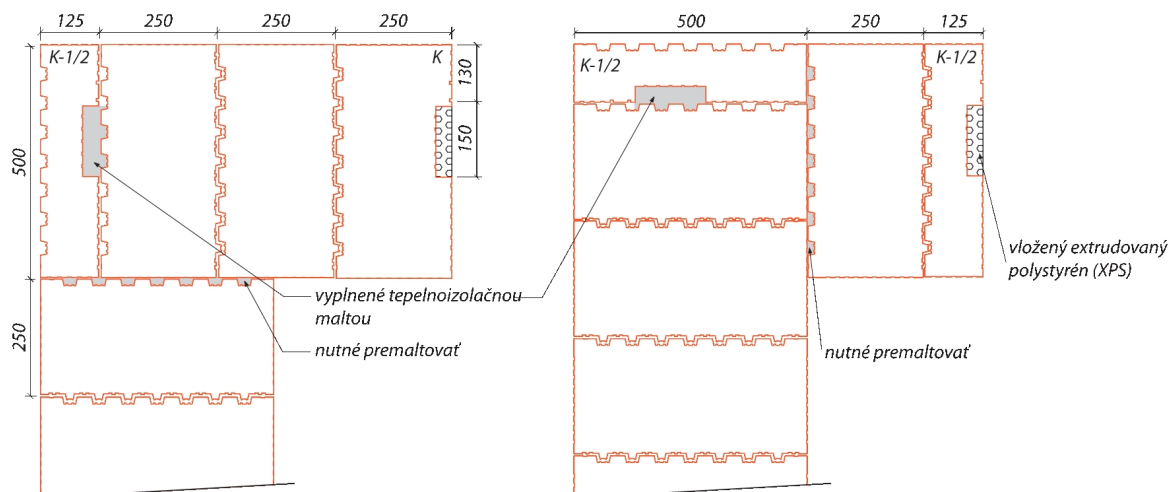 125 250 250 250
K-1/2 K
130
150
500
250
vyplnené tepelnoizolačnou
maltou
nutné premaltovať
500 250 125
K-1/2 K-1/2
vložený extrudovaný
polystyrén (XPS)
nutné premaltovať